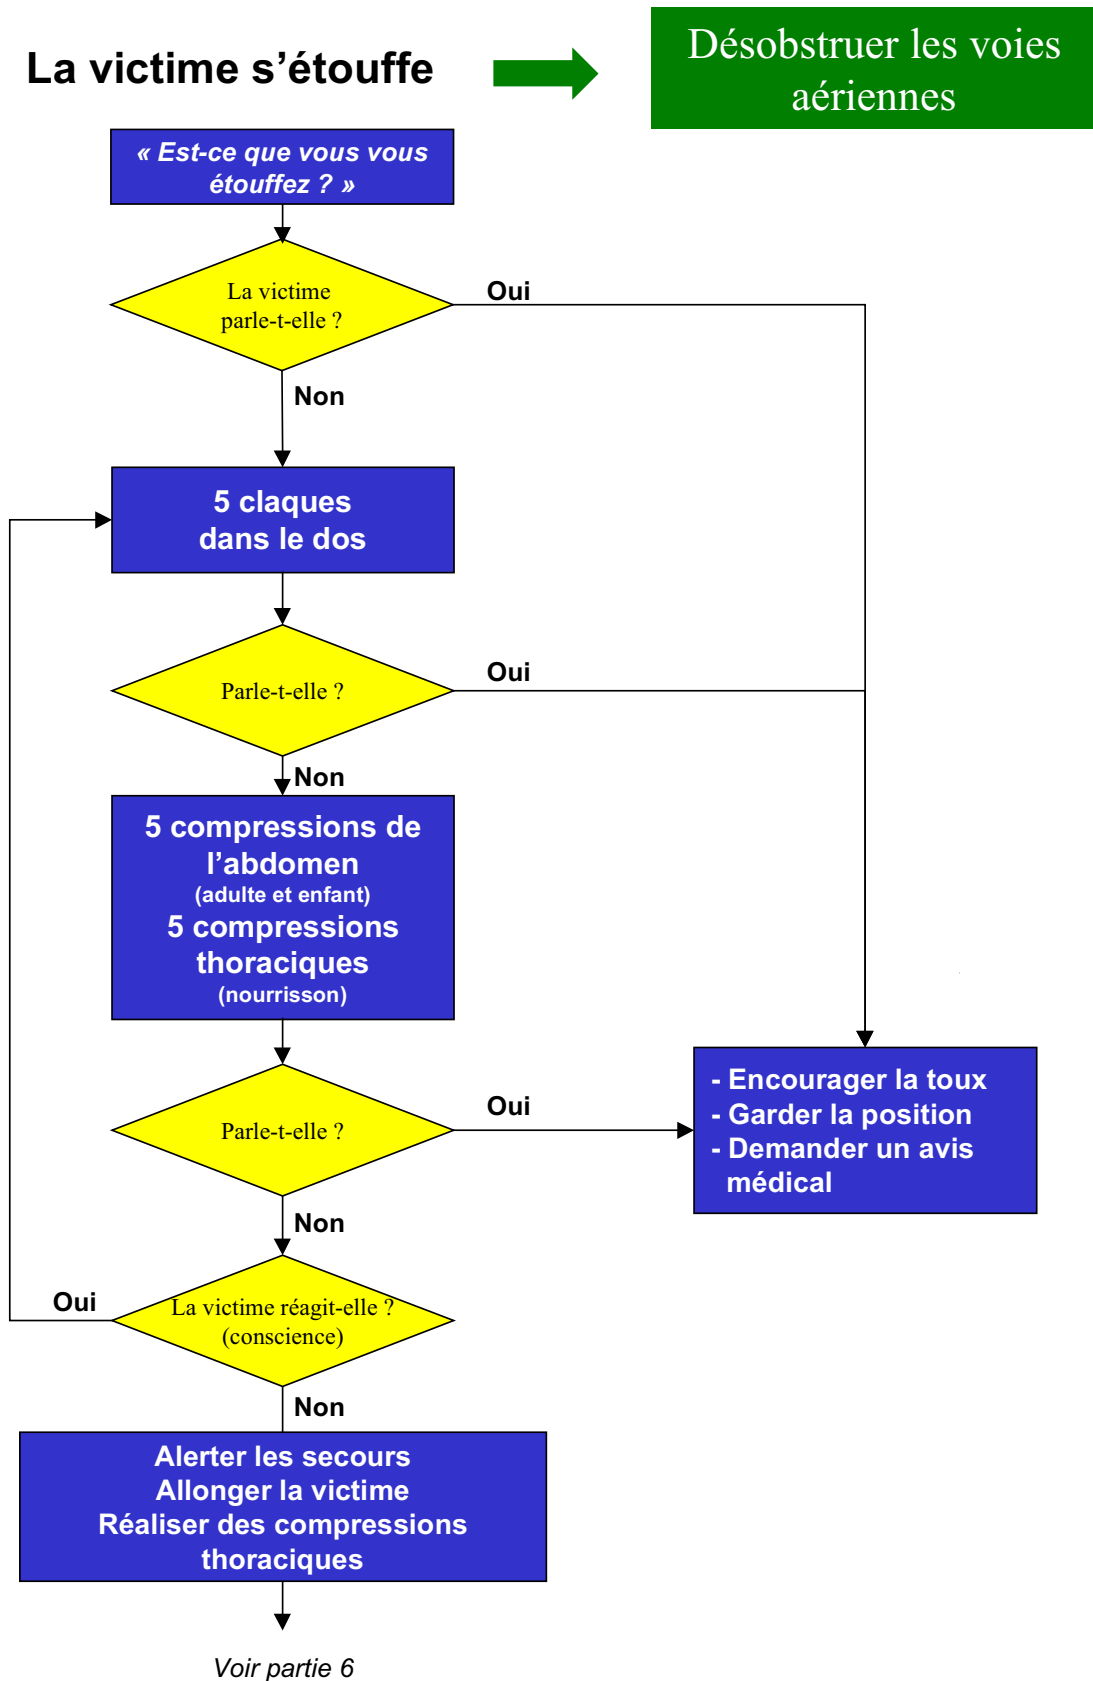 La victime s’étouffe
Désobstruer les voies
aériennes
« Est-ce que vous vous
étouffez ? »
La victime
parle-t-elle ?
Oui
Non
5 claques
dans le dos
Parle-t-elle ?
Oui
Non
5 compressions de
l’abdomen
(adulte et enfant)
5 compressions
thoraciques
(nourrisson)
Parle-t-elle ?
Oui
- Encourager la toux
- Garder la position
- Demander un avis
médical
Non
La victime réagit-elle ?
(conscience)
Oui
Non
Alerter les secours
Allonger la victime
Réaliser des compressions
thoraciques
Voir partie 6